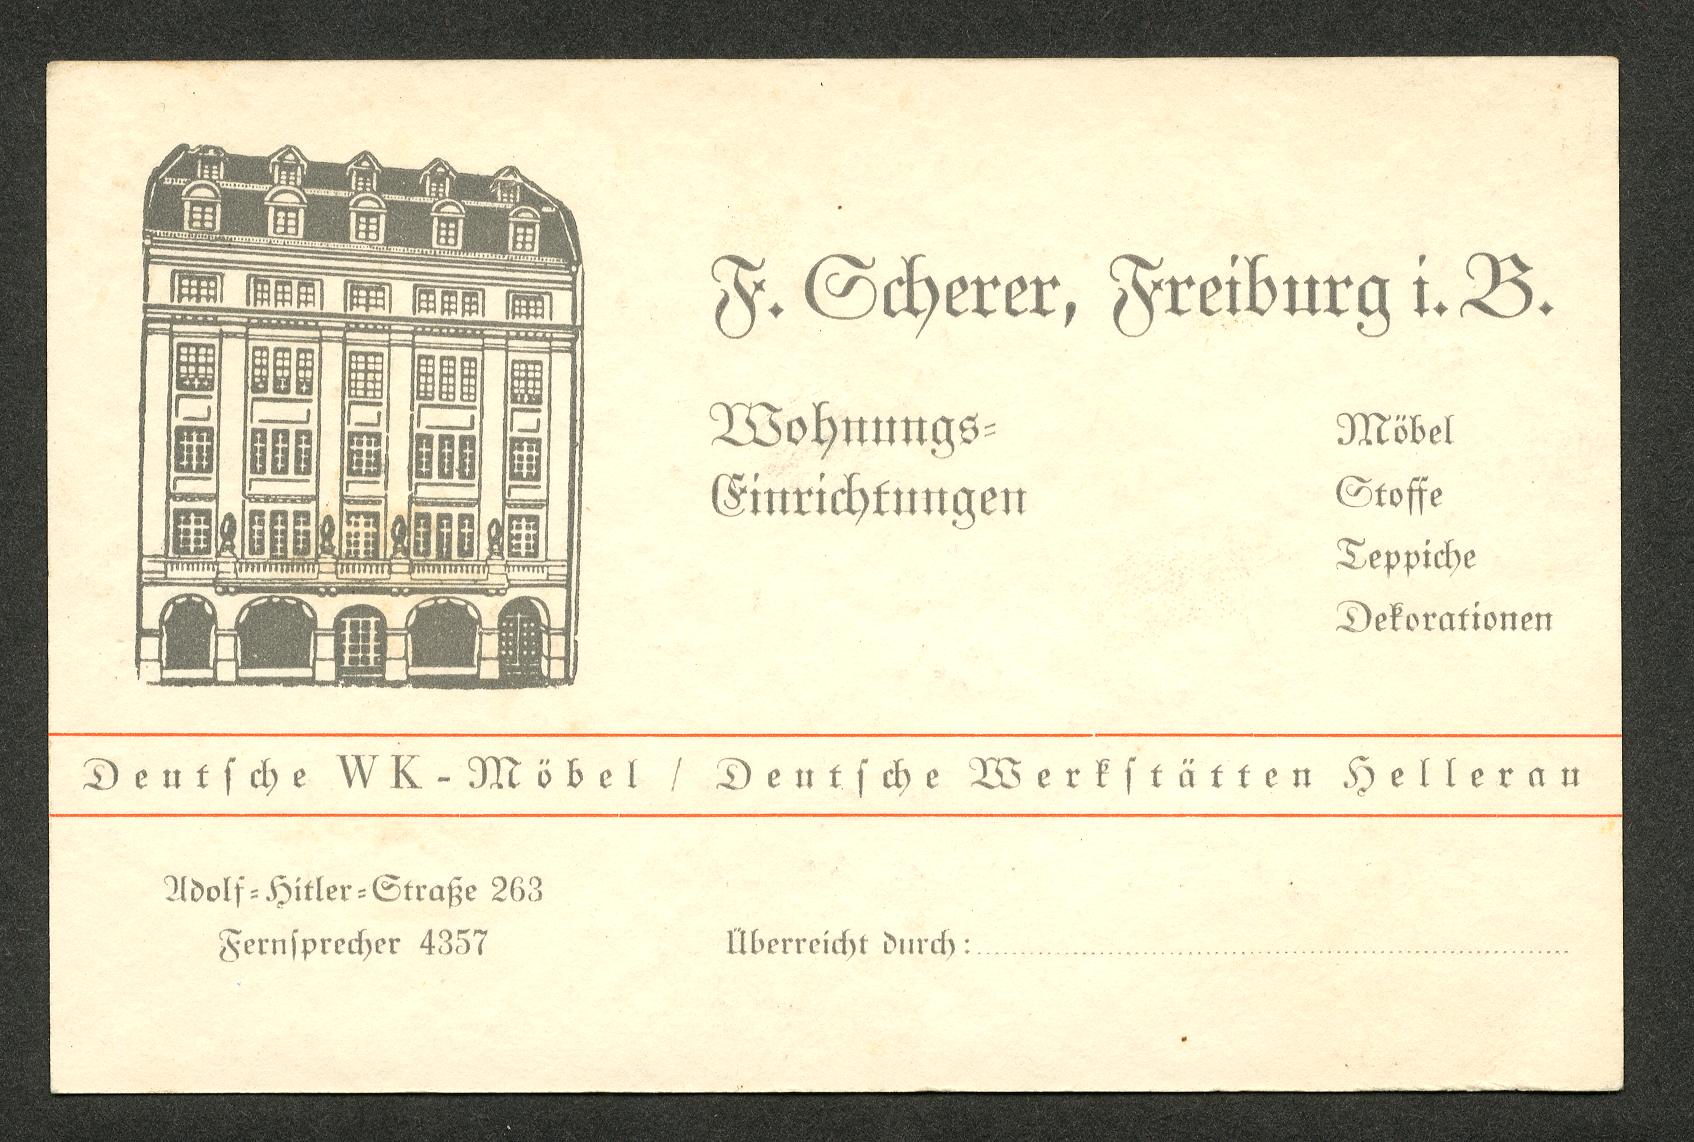 F. Scherer, Freiburg i. B.
Wohnungs-
Einrichtungen
Möbel
Stoffe
Teppiche
Dekorationen
Deutsche WK-Möbel / Deutsche Werkstätten Hellerau
Adolf-Hitler-Straße 263
Fernsprecher 4357
Überreicht durch: